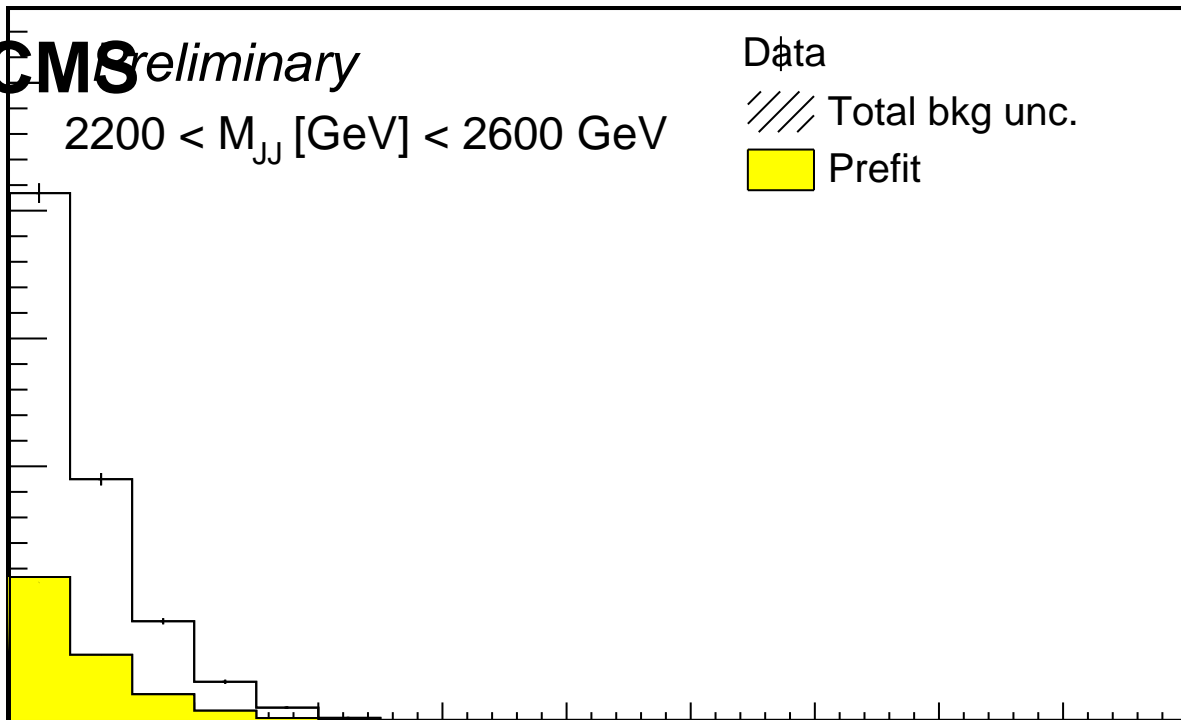 CMS Preliminary
2200 < M_JJ [GeV] < 2600 GeV
Data
Total bkg unc.
Prefit